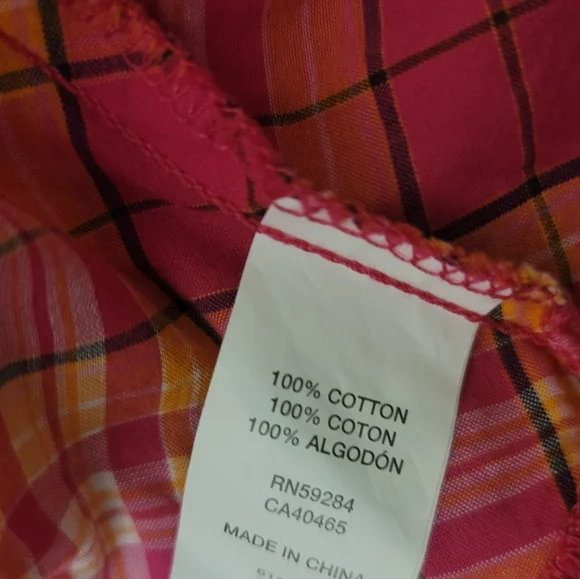 100% COTTON
100% COTON
100% ALGODÓN
RN59284
CA40465
MADE IN CHINA